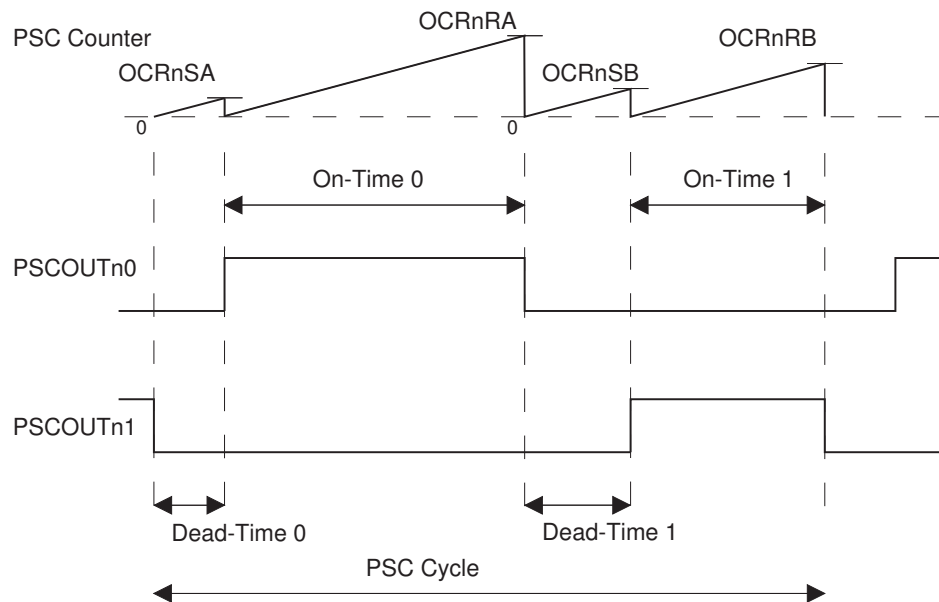 OCRnRA
PSC Counter
OCRnRB
OCRnSA
OCRnSB
0
0
On-Time 0
On-Time 1
PSCOUTn0
PSCOUTn1
Dead-Time 0
Dead-Time 1
PSC Cycle